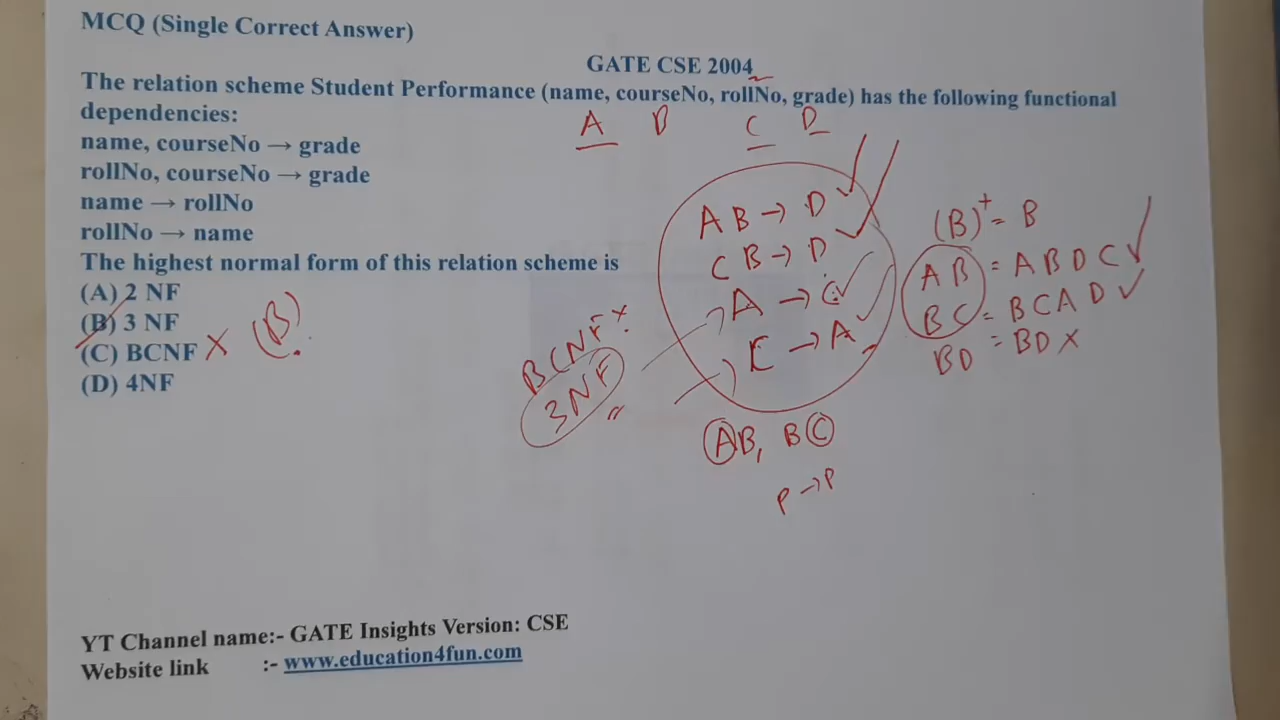 MCQ (Single Correct Answer)
GATE CSE 2004
The relation scheme Student Performance (name, courseNo, rollNo, grade) has the following functional
dependencies:
name, courseNo → grade
rollNo, courseNo → grade
name → rollNo
rollNo → name
The highest normal form of this relation scheme is
(A) 2 NF
(B) 3 NF
(C) BCNF
(D) 4NF
(B)
A B C D
AB → D
CB → D
A → C
C → A
BCNF
3NF
AB, BC
P → P
(B)+ = B
AB = ABDC
BC = BCAD
BD = BD
YT Channel name:- GATE Insights Version: CSE
Website link :- www.education4fun.com